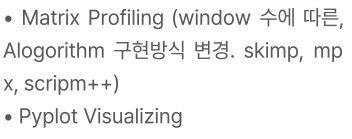 • Matrix Profiling (window 수에 따른,
Alogorithm 구현방식 변경. skimp, mp
x, scripm++)
• Pyplot Visualizing